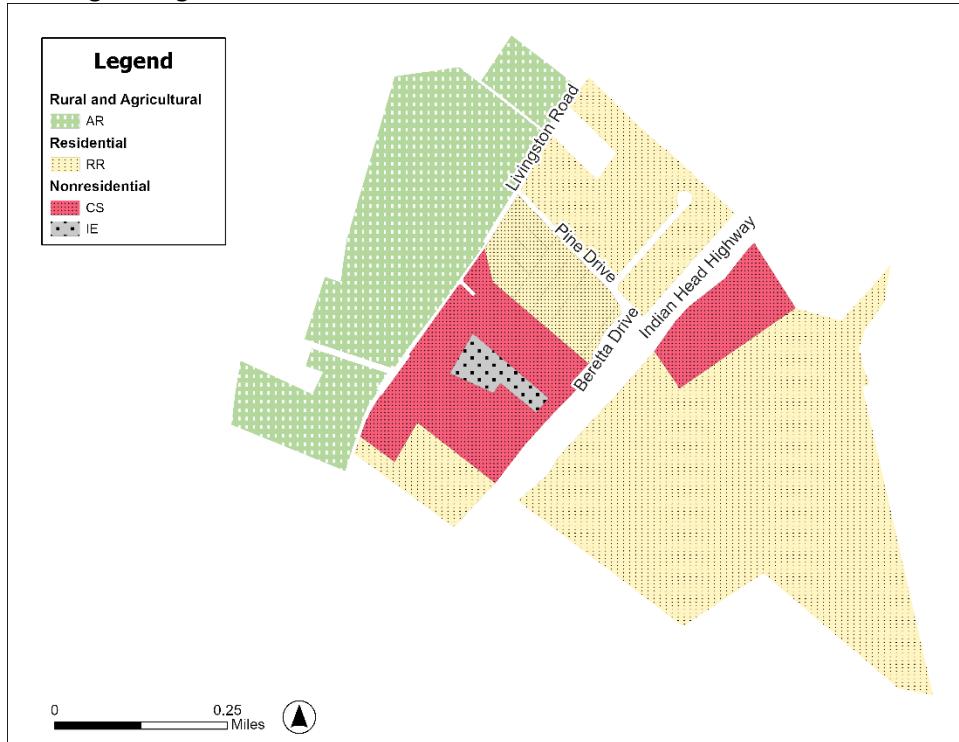 Legend
Rural and Agricultural
AR
Residential
RR
Nonresidential
CS
IE
Livingston Road
Pine Drive
Indian Head Highway
Beretta Drive
0 0.25
Miles